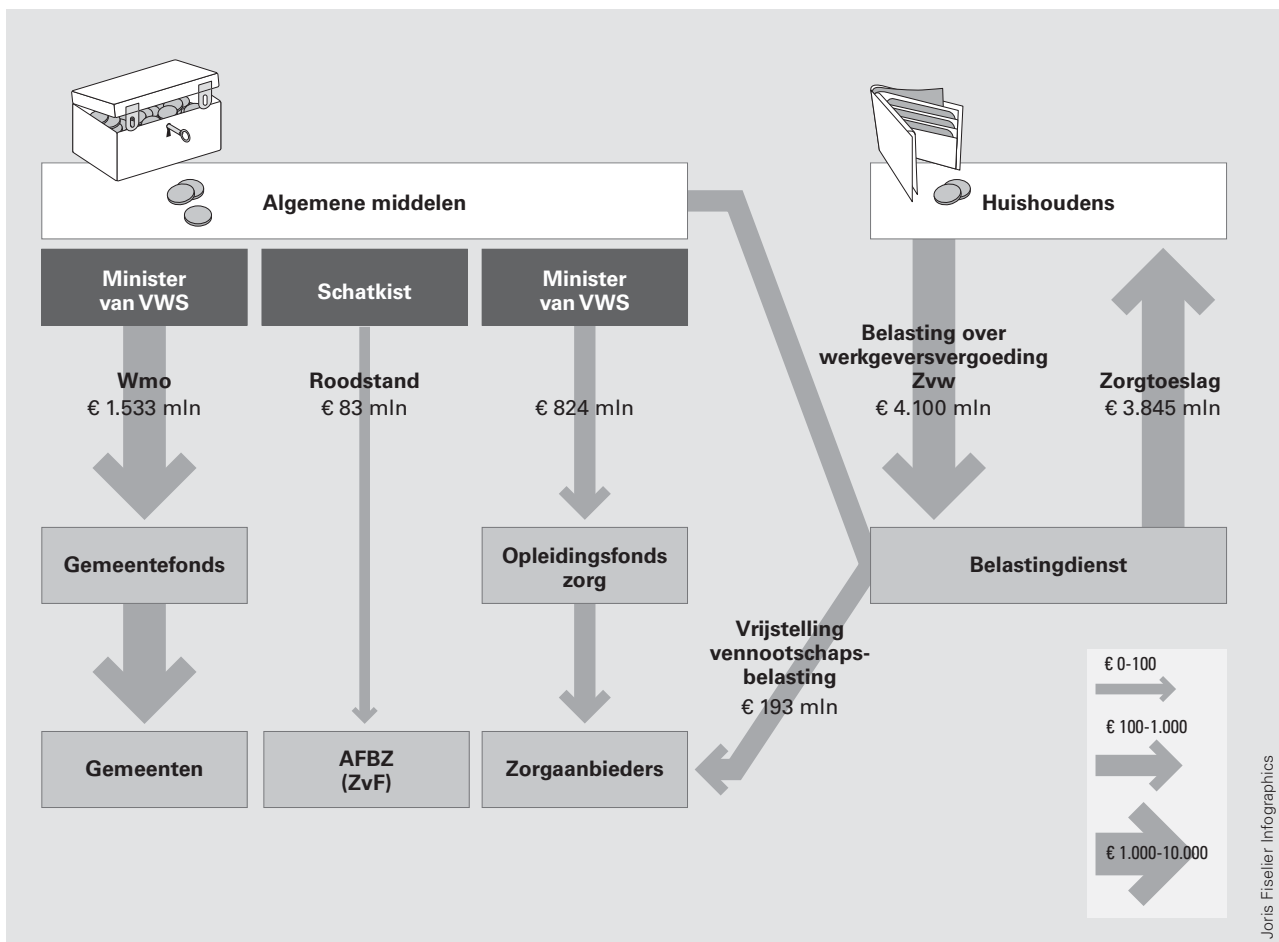 Algemene middelen
Huishoudens
Minister
van VWS
Schatkist
Minister
van VWS
Wmo
€ 1.533 mln
Roodstand
€ 83 mln
€ 824 mln
Belasting over
werkgeversvergoeding
Zvw
€ 4.100 mln
Zorgtoeslag
€ 3.845 mln
Gemeentefonds
Opleidingsfonds
zorg
Belastingdienst
Vrijstelling
vennootschaps-
belasting
€ 193 mln
Gemeenten
AFBZ
(ZvF)
Zorgaanbieders
€ 0-100
€ 100-1.000
€ 1.000-10.000
Joris Fiselier Infographics